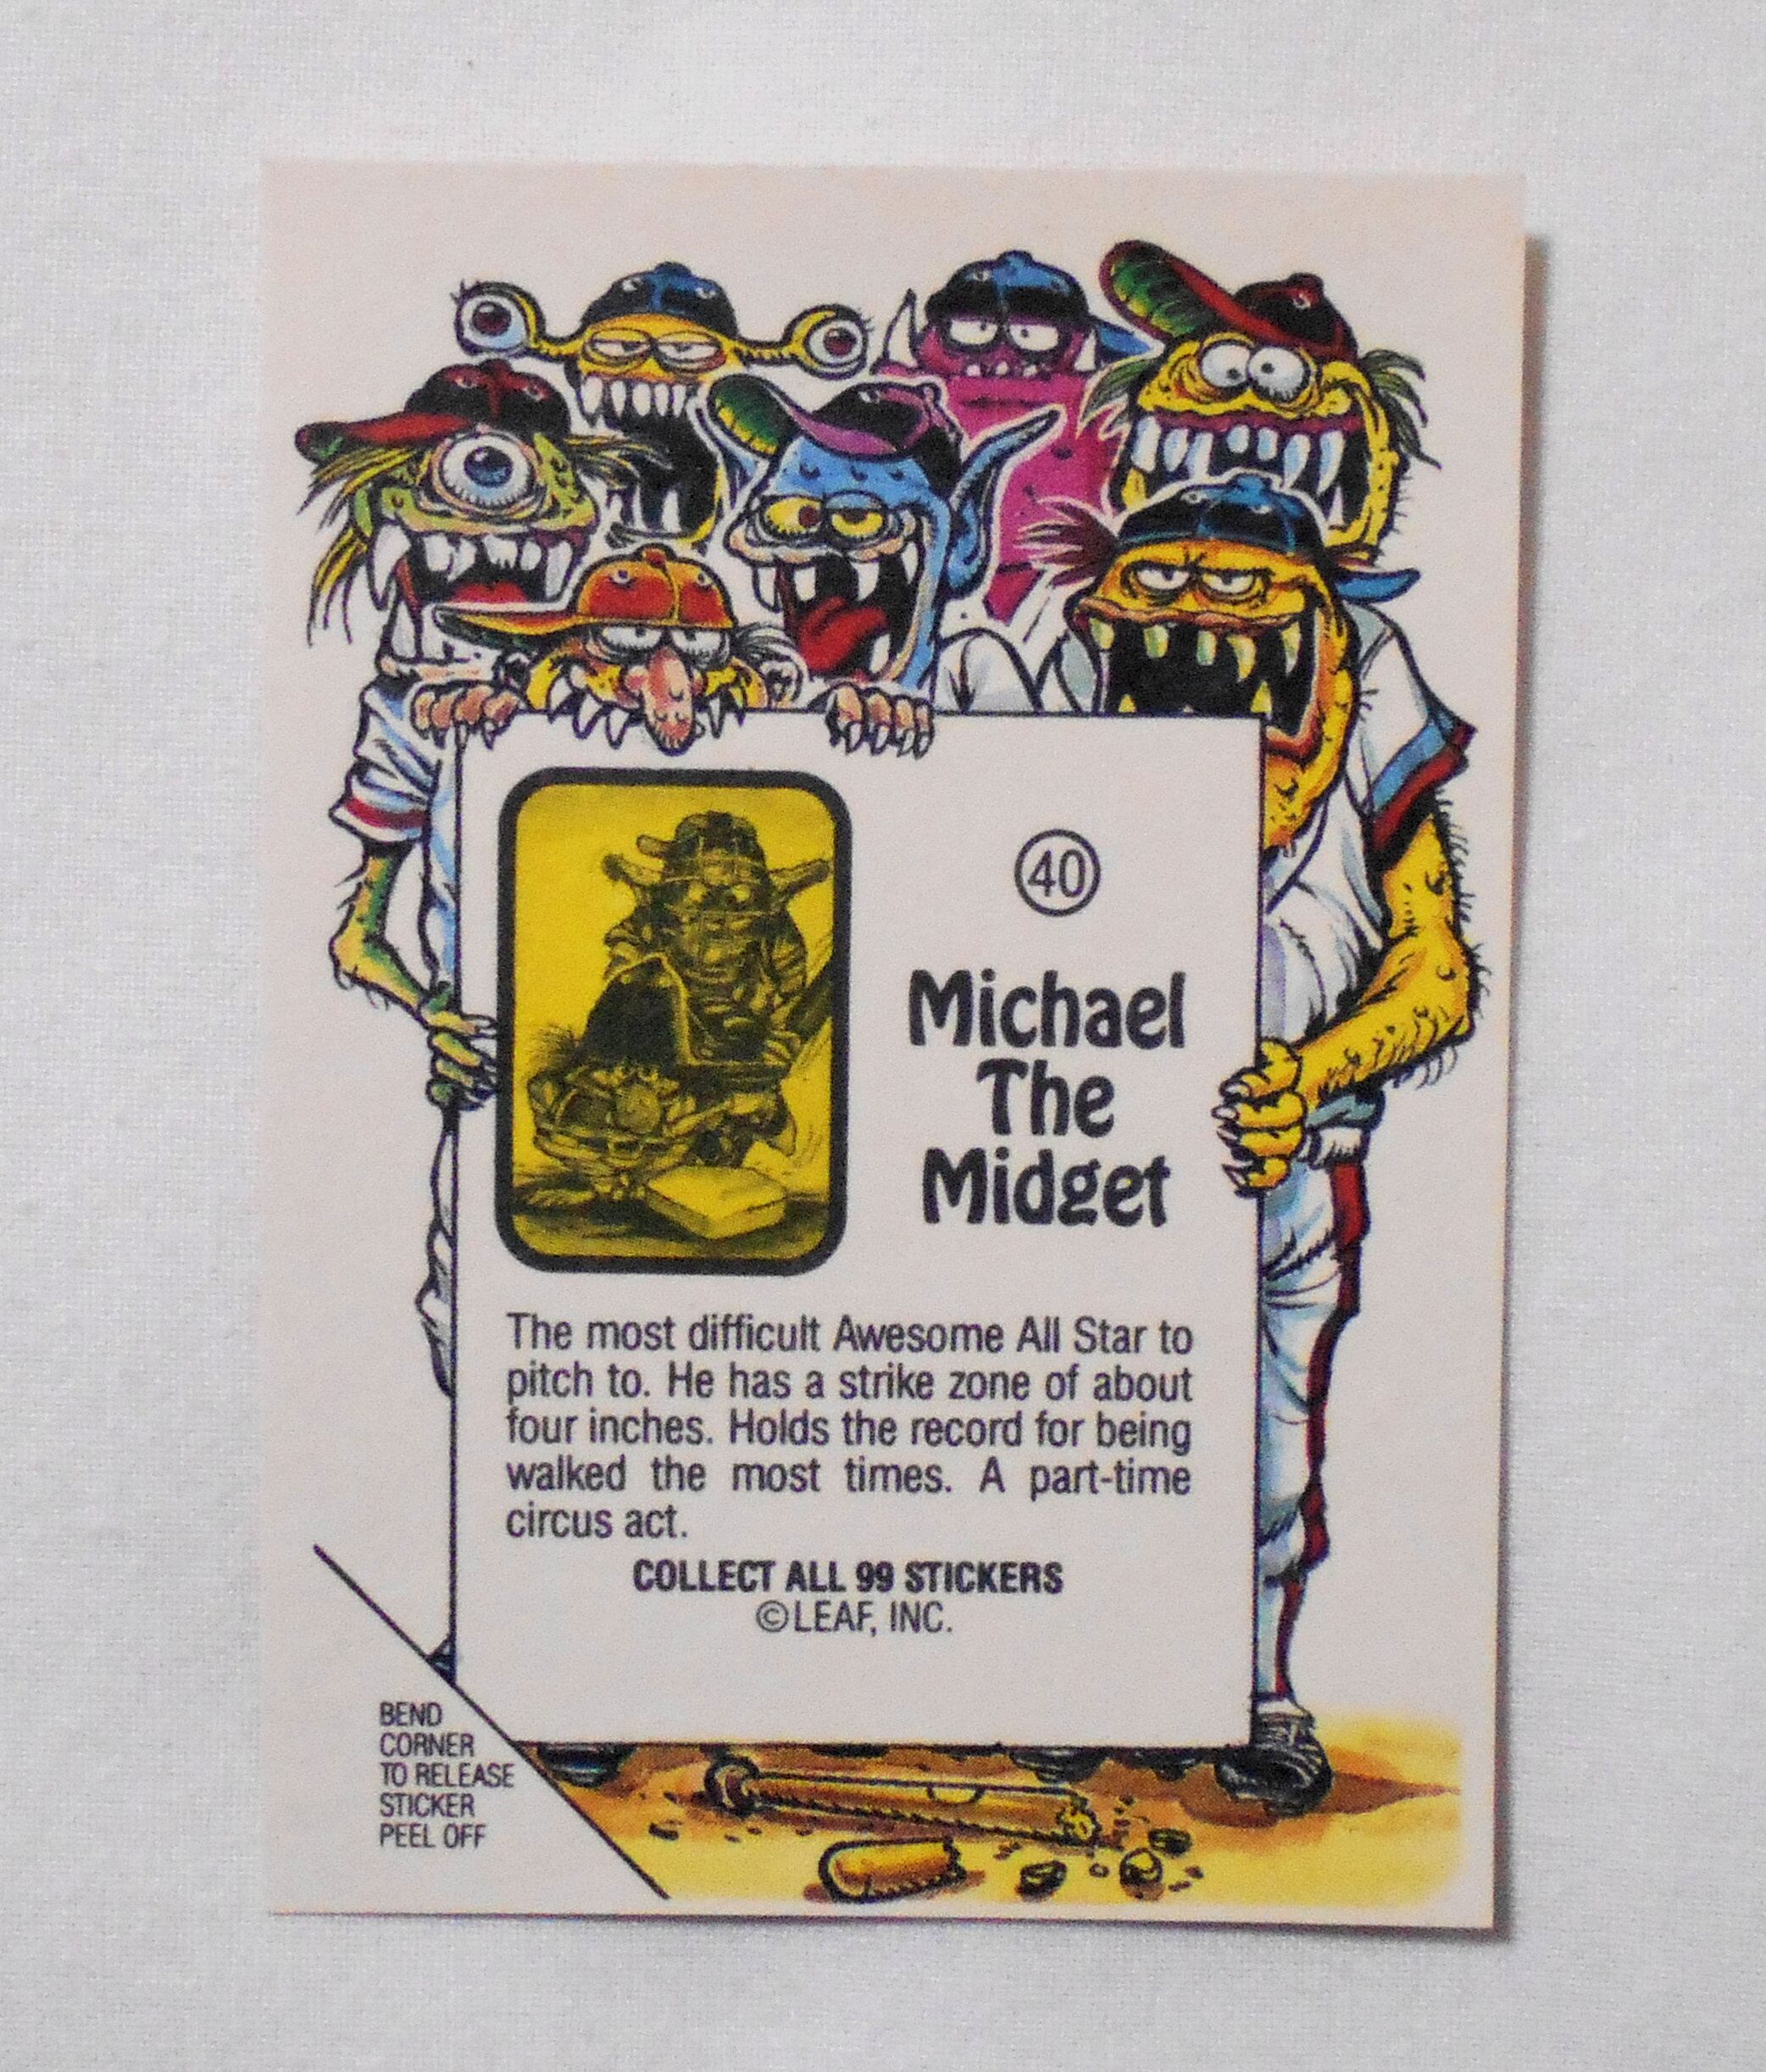 40
Michael
The
Midget
The most difficult Awesome All Star to
pitch to. He has a strike zone of about
four inches. Holds the record for being
walked the most times. A part-time
circus act.
COLLECT ALL 99 STICKERS
©LEAF, INC.
BEND
CORNER
TO RELEASE
STICKER
PEEL OFF